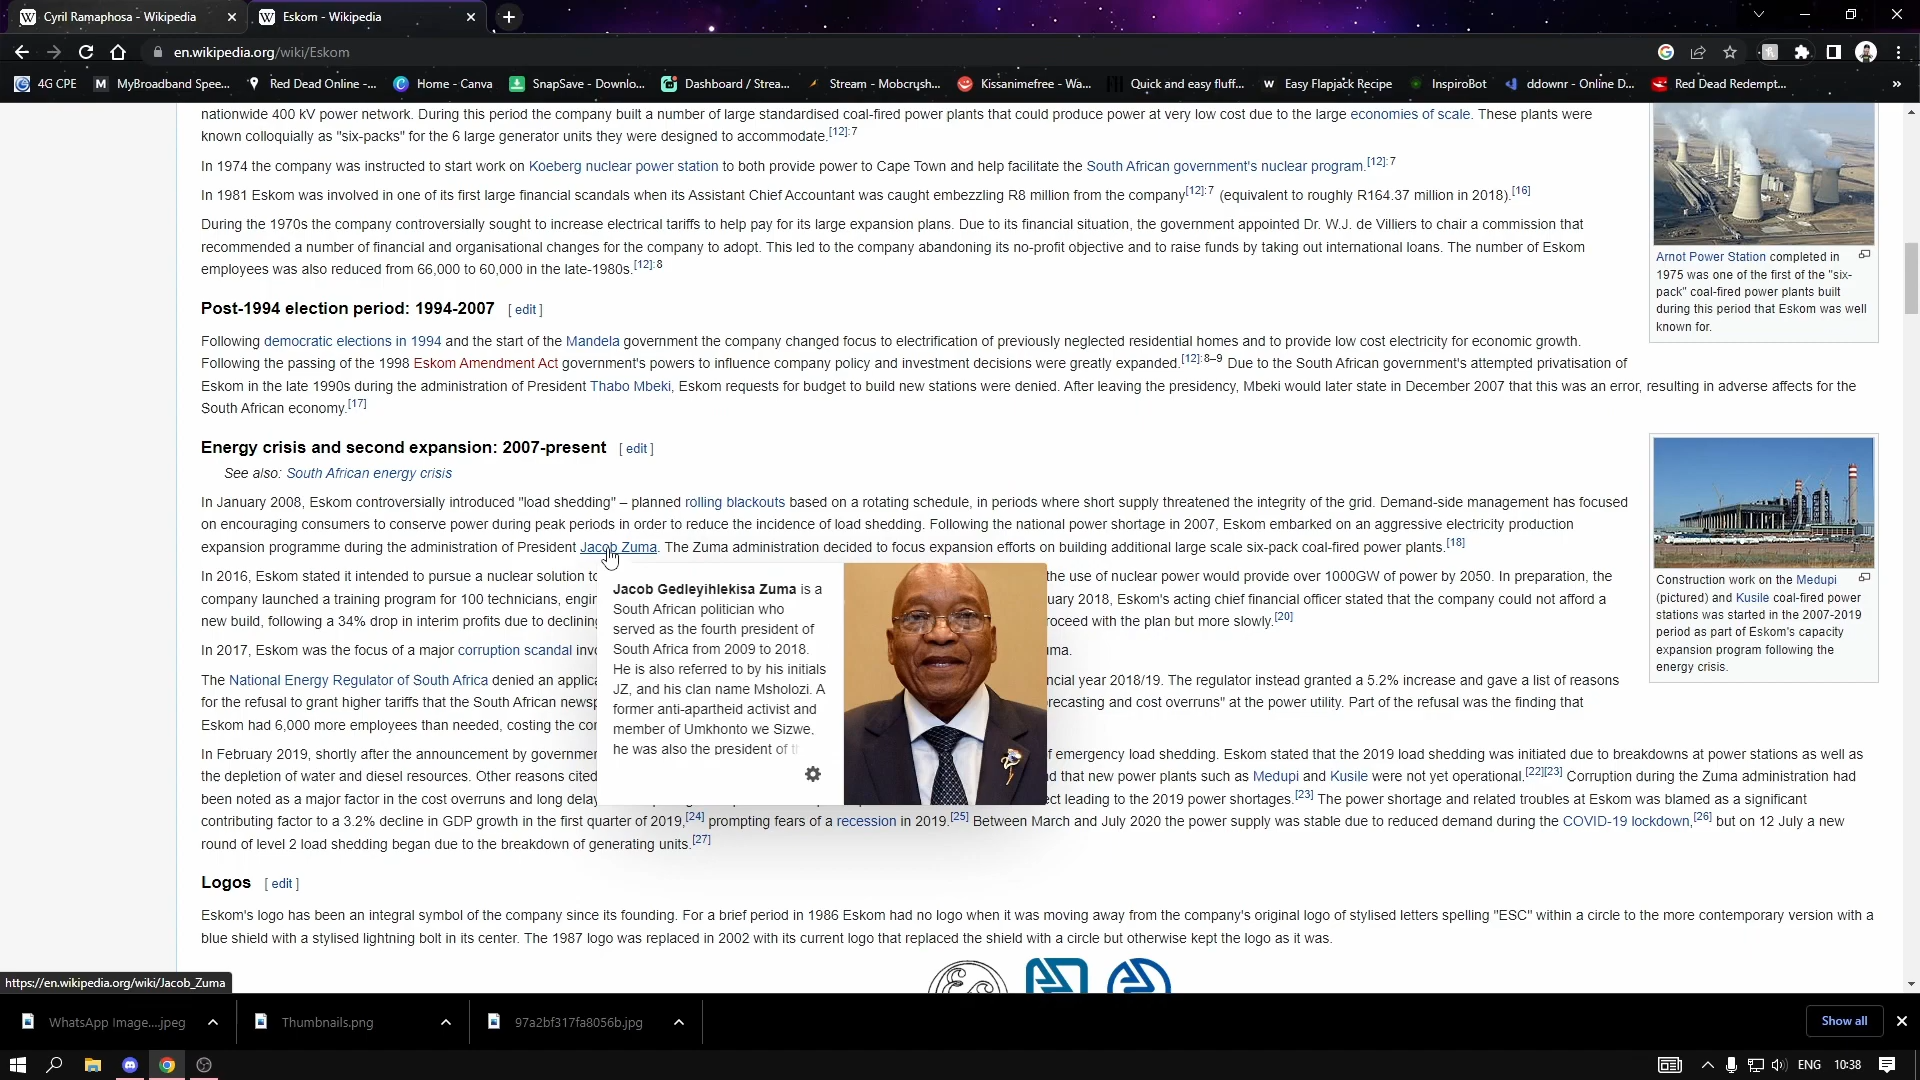 Cyril Ramaphosa - Wikipedia
Eskom - Wikipedia
en.wikipedia.org/wiki/Eskom
4G CPE
MyBroadband Spee...
Red Dead Online -...
Home - Canva
SnapSave - Downlo...
Dashboard / Strea...
Stream - Mobcrush...
Kissanimefree - Wa...
Quick and easy fluff...
Easy Flapjack Recipe
InspiroBot
ddownr - Online D...
Red Dead Redempt...
nationwide 400 kV power network. During this period the company built a number of large standardised coal-fired power plants that could produce power at very low cost due to the large economies of scale. These plants were
known colloquially as "six-packs" for the 6 large generator units they were designed to accommodate.[12]:7
In 1974 the company was instructed to start work on Koeberg nuclear power station to both provide power to Cape Town and help facilitate the South African government's nuclear program.[12]:7
In 1981 Eskom was involved in one of its first large financial scandals when its Assistant Chief Accountant was caught embezzling R8 million from the company[12]:7 (equivalent to roughly R164.37 million in 2018).[16]
During the 1970s the company controversially sought to increase electrical tariffs to help pay for its large expansion plans. Due to its financial situation, the government appointed Dr. W.J. de Villiers to chair a commission that
recommended a number of financial and organisational changes for the company to adopt. This led to the company abandoning its no-profit objective and to raise funds by taking out international loans. The number of Eskom
employees was also reduced from 66,000 to 60,000 in the late-1980s.[12]:8
Arnot Power Station completed in
1975 was one of the first of the "six-
pack" coal-fired power plants built
during this period that Eskom was well
known for.
Post-1994 election period: 1994-2007 [ edit ]
Following democratic elections in 1994 and the start of the Mandela government the company changed focus to electrification of previously neglected residential homes and to provide low cost electricity for economic growth.
Following the passing of the 1998 Eskom Amendment Act government's powers to influence company policy and investment decisions were greatly expanded.[12]:8–9 Due to the South African government's attempted privatisation of
Eskom in the late 1990s during the administration of President Thabo Mbeki, Eskom requests for budget to build new stations were denied. After leaving the presidency, Mbeki would later state in December 2007 that this was an error, resulting in adverse affects for the
South African economy.[17]
Energy crisis and second expansion: 2007-present [ edit ]
See also: South African energy crisis
In January 2008, Eskom controversially introduced "load shedding" – planned rolling blackouts based on a rotating schedule, in periods where short supply threatened the integrity of the grid. Demand-side management has focused
on encouraging consumers to conserve power during peak periods in order to reduce the incidence of load shedding. Following the national power shortage in 2007, Eskom embarked on an aggressive electricity production
expansion programme during the administration of President Jacob Zuma. The Zuma administration decided to focus expansion efforts on building additional large scale six-pack coal-fired power plants.[18]
Construction work on the Medupi
(pictured) and Kusile coal-fired power
stations was started in the 2007-2019
period as part of Eskom's capacity
expansion program following the
energy crisis.
In 2016, Eskom stated it intended to pursue a nuclear solution to the use of nuclear power would provide over 1000GW of power by 2050. In preparation, the
company launched a training program for 100 technicians, engin uary 2018, Eskom's acting chief financial officer stated that the company could not afford a
new build, following a 34% drop in interim profits due to declining roceed with the plan but more slowly.[20]
In 2017, Eskom was the focus of a major corruption scandal invo uma.
The National Energy Regulator of South Africa denied an applica ncial year 2018/19. The regulator instead granted a 5.2% increase and gave a list of reasons
for the refusal to grant higher tariffs that the South African newsp recasting and cost overruns" at the power utility. Part of the refusal was the finding that
Eskom had 6,000 more employees than needed, costing the com
In February 2019, shortly after the announcement by governmen f emergency load shedding. Eskom stated that the 2019 load shedding was initiated due to breakdowns at power stations as well as
the depletion of water and diesel resources. Other reasons cited d that new power plants such as Medupi and Kusile were not yet operational.[22][23] Corruption during the Zuma administration had
been noted as a major factor in the cost overruns and long delay ct leading to the 2019 power shortages.[23] The power shortage and related troubles at Eskom was blamed as a significant
contributing factor to a 3.2% decline in GDP growth in the first quarter of 2019,[24] prompting fears of a recession in 2019.[25] Between March and July 2020 the power supply was stable due to reduced demand during the COVID-19 lockdown,[26] but on 12 July a new
round of level 2 load shedding began due to the breakdown of generating units.[27]
Jacob Gedleyihlekisa Zuma is a
South African politician who
served as the fourth president of
South Africa from 2009 to 2018.
He is also referred to by his initials
JZ, and his clan name Msholozi. A
former anti-apartheid activist and
member of Umkhonto we Sizwe,
he was also the president of
Logos [ edit ]
Eskom's logo has been an integral symbol of the company since its founding. For a brief period in 1986 Eskom had no logo when it was moving away from the company's original logo of stylised letters spelling "ESC" within a circle to the more contemporary version with a
blue shield with a stylised lightning bolt in its center. The 1987 logo was replaced in 2002 with its current logo that replaced the shield with a circle but otherwise kept the logo as it was.
https://en.wikipedia.org/wiki/Jacob_Zuma
WhatsApp Image....jpeg
Thumbnails.png
97a2bf317fa8056b.jpg
Show all
ENG
10:38